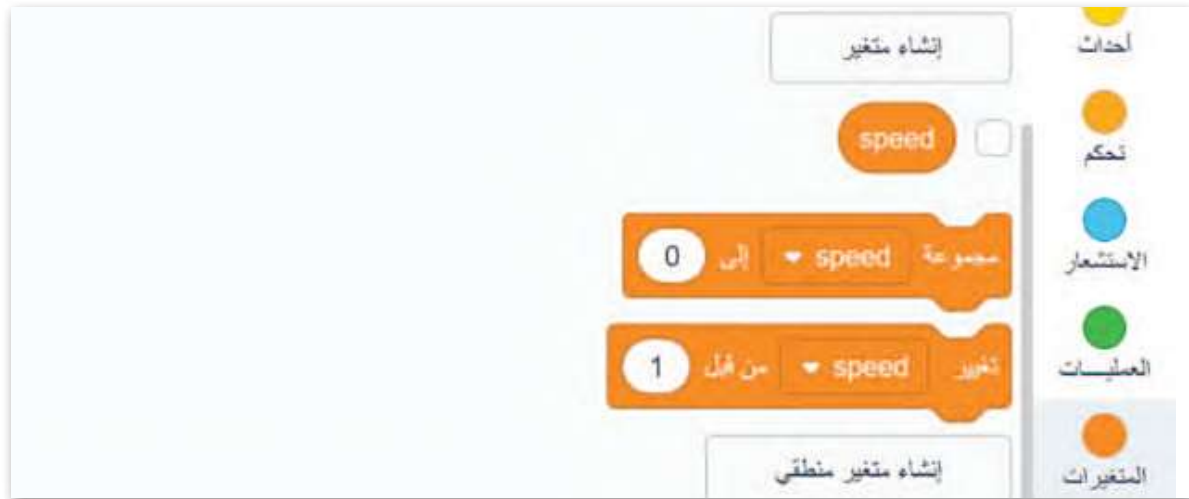 أحداث
تحكم
الاستشعار
العمليــات
المتغيرات
إنشاء متغير
speed
مجموعة speed إلى 0
تغيير speed من قبل 1
إنشاء متغير منطقي